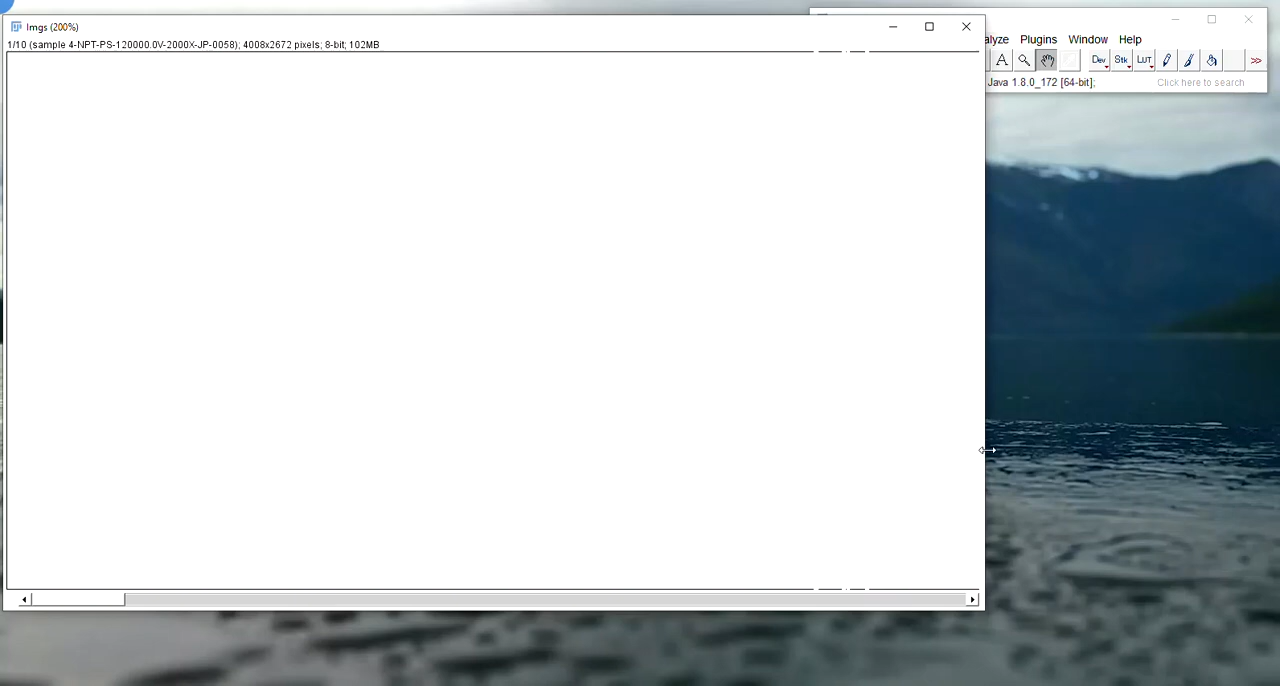 Imgs (200%)
1/10 (sample 4-NPT-PS-120000.0V-2000X-JP-0058); 4008x2672 pixels; 8-bit; 102MB
alyze Plugins Window Help
A Dev Stk LUT >>
Java 1.8.0_172 [64-bit]; Click here to search